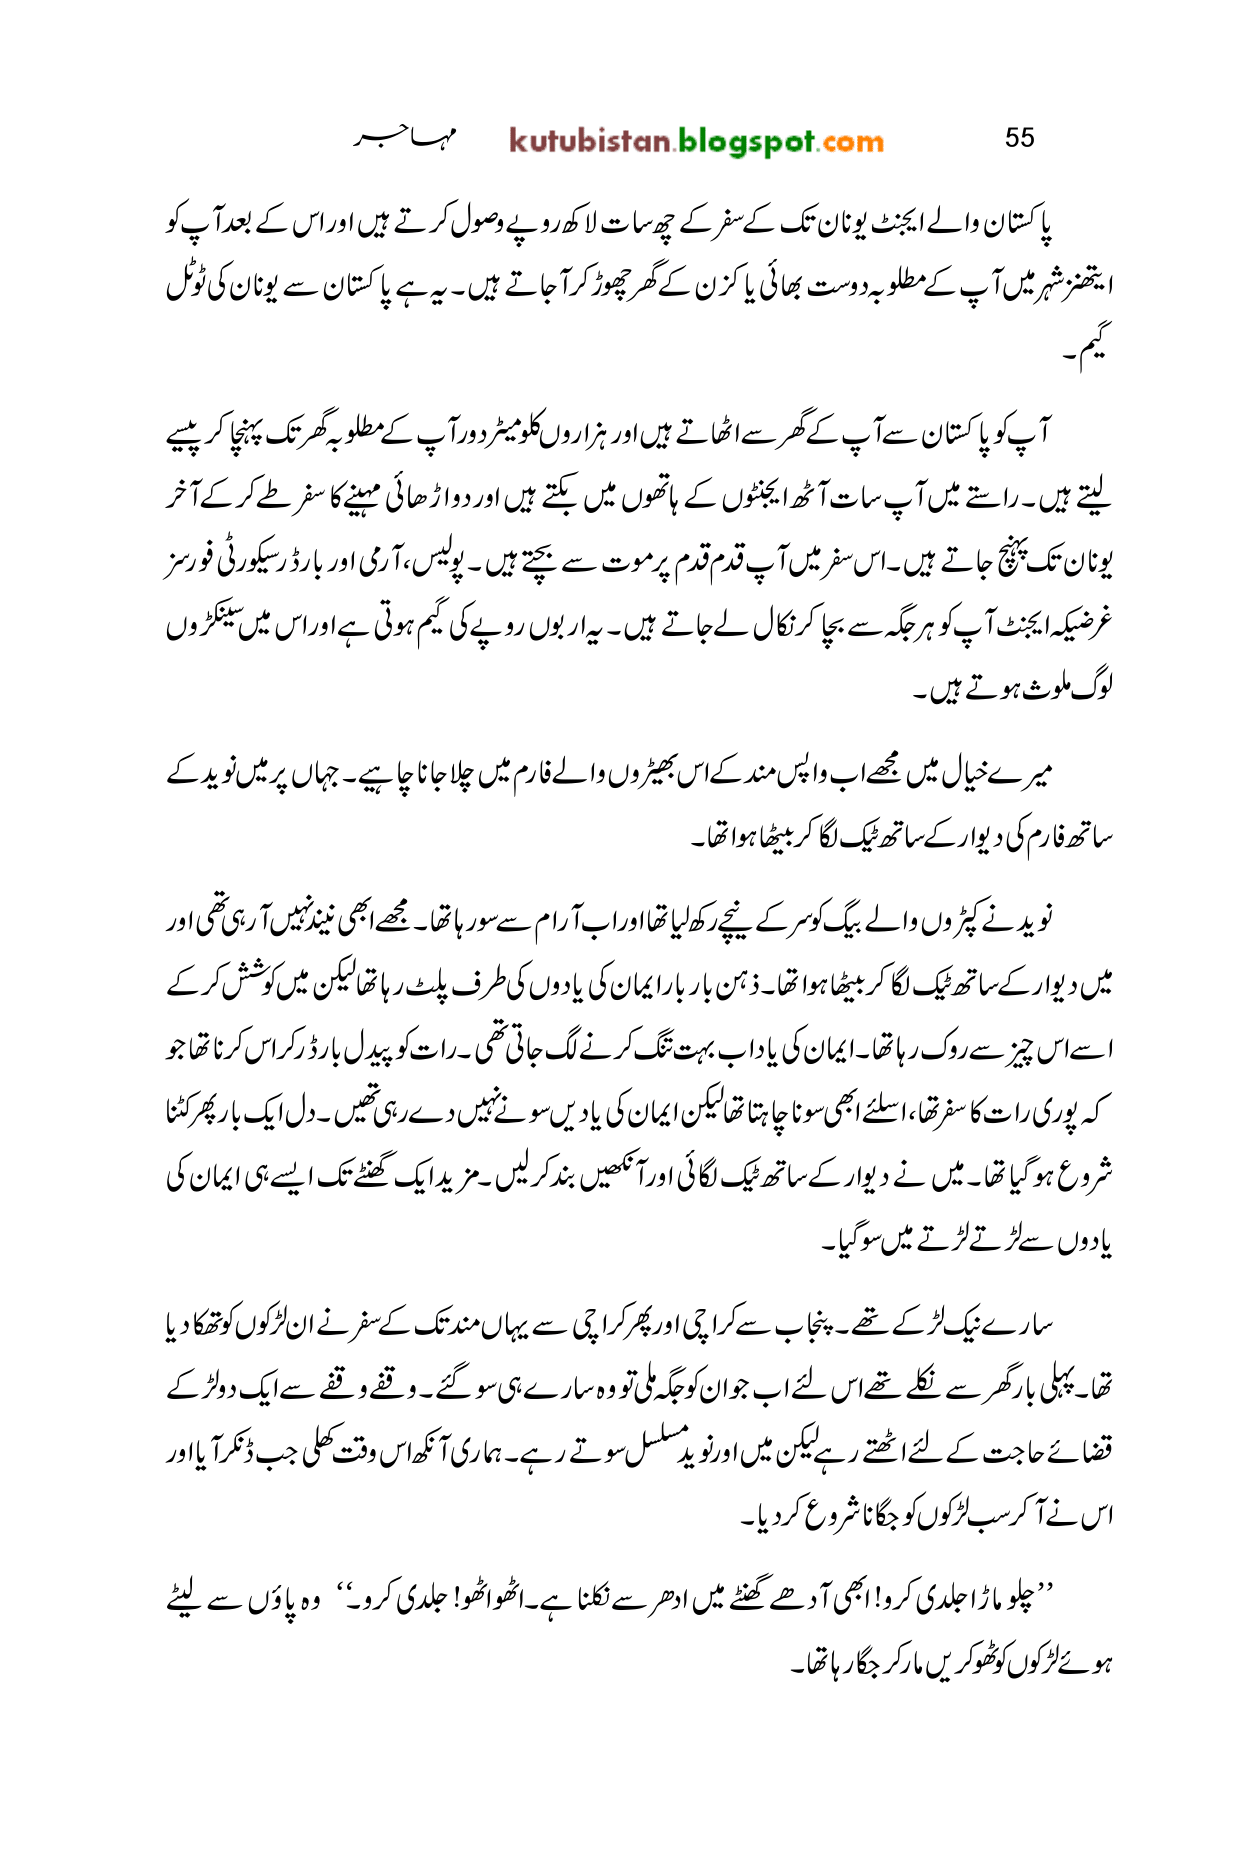 55 kutubistan.blogspot.com مہاجر
پاکستان والے ایجنٹ یونان تک کے سفر کے چھ سات لاکھ روپے وصول کرتے ہیں اور اس کے بعد آپ کو
ایتھنز شہر میں آپ کے مطلوبہ دوست بھائی یا کزن کے گھر چھوڑ کر آ جاتے ہیں۔ یہ ہے پاکستان سے یونان کی ٹوٹل
گیم۔
آپ کو پاکستان سے آپ کے گھر سے اٹھاتے ہیں اور ہزاروں کلومیٹر دور آپ کے مطلوبہ گھر تک پہنچا کر پیسے
لیتے ہیں۔ راستے میں آپ سات آٹھ ایجنٹوں کے ہاتھوں میں بکتے ہیں اور دو اڑھائی مہینے کا سفر طے کر کے آخر
یونان تک پہنچ جاتے ہیں۔ اس سفر میں آپ قدم قدم پر موت سے بچتے ہیں۔ پولیس، آرمی اور بارڈر سیکورٹی فورسز
غرضیکہ ایجنٹ آپ کو ہر جگہ سے بچا کر نکال لے جاتے ہیں۔ یہ اربوں روپے کی گیم ہوتی ہے اور اس میں سینکڑوں
لوگ ملوث ہوتے ہیں۔
میرے خیال میں مجھے اب واپس مند کے اس بھیڑوں والے فارم میں چلا جانا چاہیے۔ جہاں پر میں نوید کے
ساتھ فارم کی دیوار کے ساتھ ٹیک لگا کر بیٹھا ہوا تھا۔
نوید نے کپڑوں والے بیگ کو سر کے نیچے رکھ لیا تھا اور اب آرام سے سو رہا تھا۔ مجھے ابھی نیند نہیں آ رہی تھی اور
میں دیوار کے ساتھ ٹیک لگا کر بیٹھا ہوا تھا۔ ذہن بار بار ایمان کی یادوں کی طرف پلٹ رہا تھا لیکن میں کوشش کر کے
اسے اس چیز سے روک رہا تھا۔ ایمان کی یاد اب بہت تنگ کرنے لگ جاتی تھی۔ رات کو پیدل بارڈر کراس کرنا تھا جو
کہ پوری رات کا سفر تھا، اسلئے ابھی سونا چاہتا تھا لیکن ایمان کی یادیں سونے نہیں دے رہی تھیں۔ دل ایک بار پھر کٹنا
شروع ہو گیا تھا۔ میں نے دیوار کے ساتھ ٹیک لگائی اور آنکھیں بند کر لیں۔ مزید ایک گھنٹے تک ایسے ہی ایمان کی
یادوں سے لڑتے لڑتے میں سو گیا۔
سارے نیک لڑکے تھے۔ پنجاب سے کراچی اور پھر کراچی سے یہاں مند تک کے سفر نے ان لڑکوں کو تھکا دیا
تھا۔ پہلی بار گھر سے نکلے تھے اس لئے اب جو ان کو جگہ ملی تو وہ سارے ہی سو گئے۔ وقفے وقفے سے ایک دو لڑکے
قضائے حاجت کے لئے اٹھتے رہے لیکن میں اور نوید مسلسل سوتے رہے۔ ہماری آنکھ اس وقت کھلی جب ڈنکر آیا اور
اس نے آ کر سب لڑکوں کو جگانا شروع کر دیا۔
’’چلو ماڑا جلدی کرو! ابھی آدھے گھنٹے میں ادھر سے نکلنا ہے۔ اٹھو اٹھو! جلدی کرو۔‘‘ وہ پاؤں سے لیٹے
ہوئے لڑکوں کو ٹھوکریں مار کر جگا رہا تھا۔